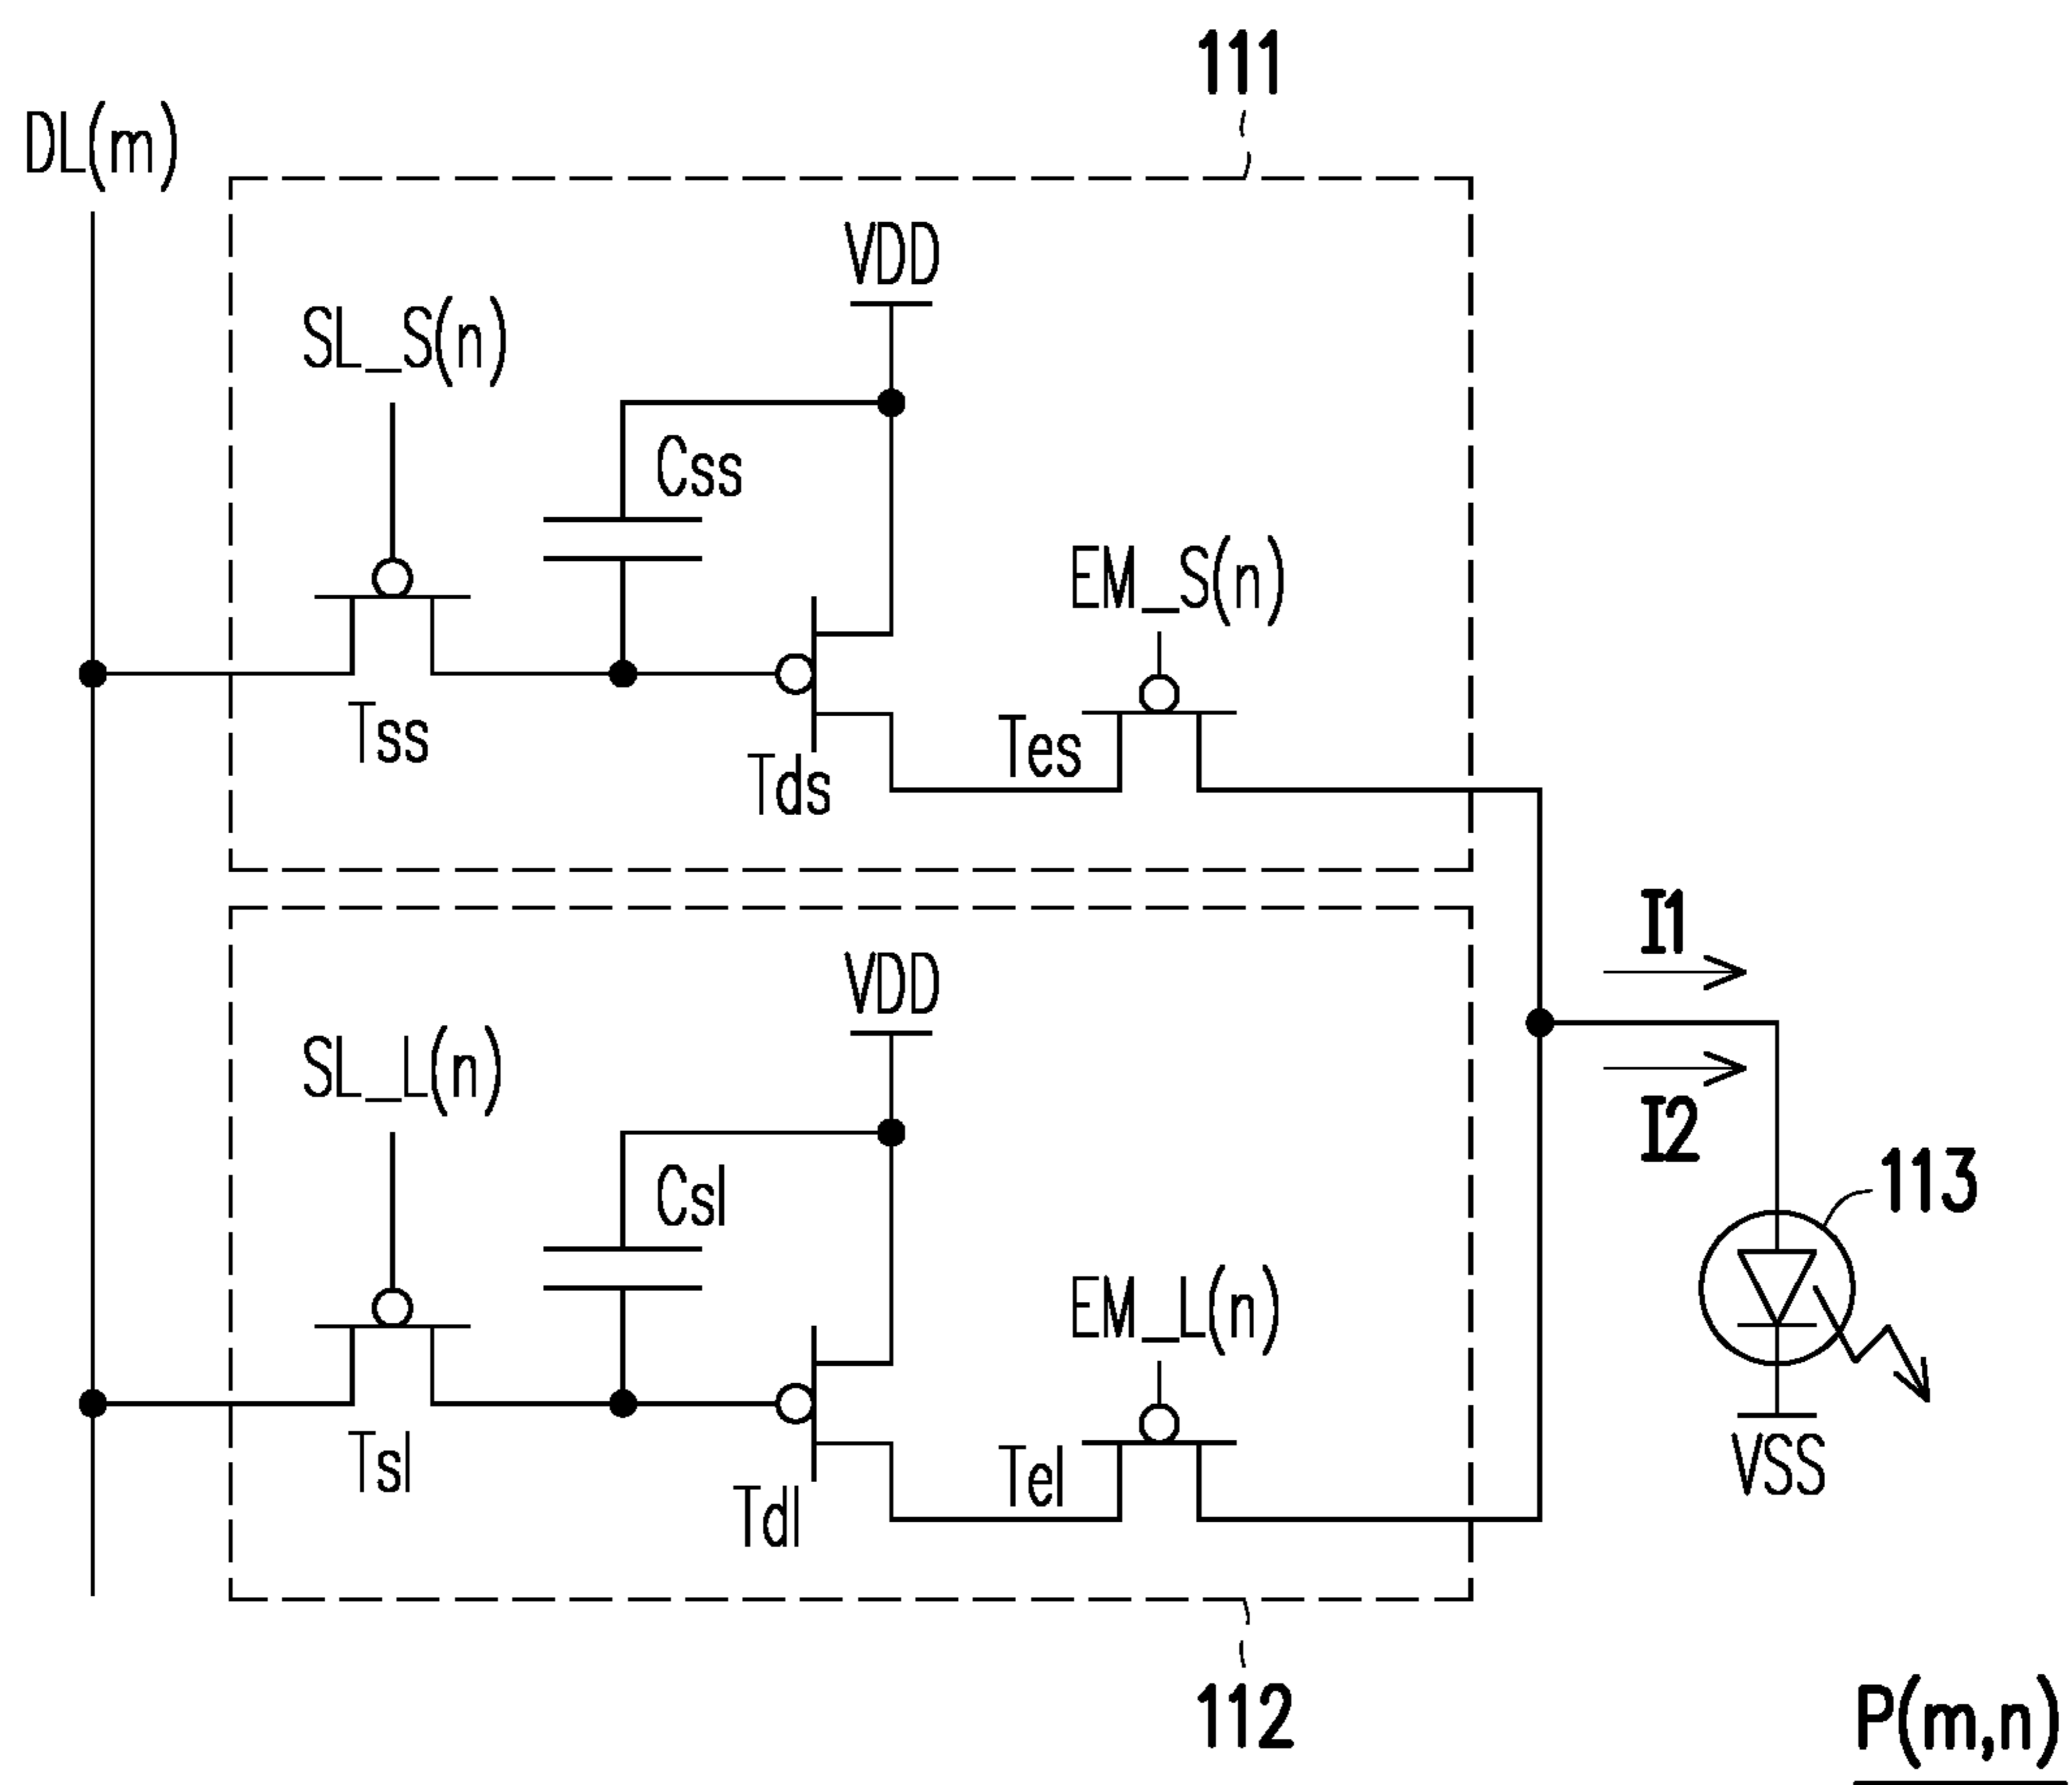 111
DL(m)
VDD
SL_S(n)
Css
EM_S(n)
Tss
Tes
Tds
I1
VDD
SL_L(n)
I2
113
Csl
EM_L(n)
Tsl
Tel
VSS
Tdl
112
P(m,n)